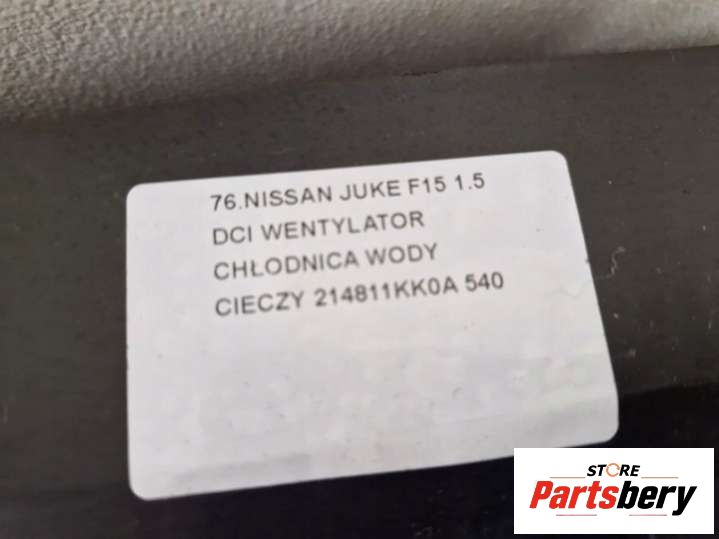 76.NISSAN JUKE F15 1.5
DCI WENTYLATOR
CHŁODNICA WODY
CIECZY 214811KK0A 540
STORE
Partsbery